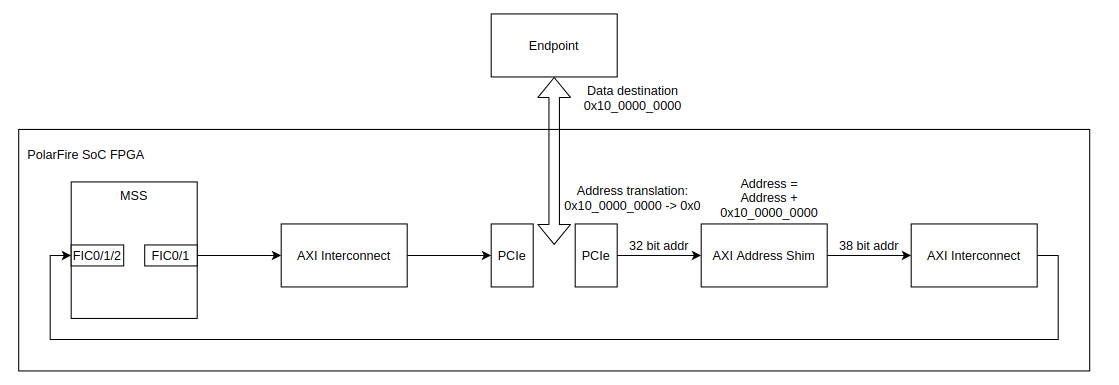 Endpoint
Data destination
0x10_0000_0000
PolarFire SoC FPGA
MSS
FIC0/1/2
FIC0/1
AXI Interconnect
PCIe
Address translation:
0x10_0000_0000 -> 0x0
PCIe
32 bit addr
Address =
Address +
0x10_0000_0000
AXI Address Shim
38 bit addr
AXI Interconnect